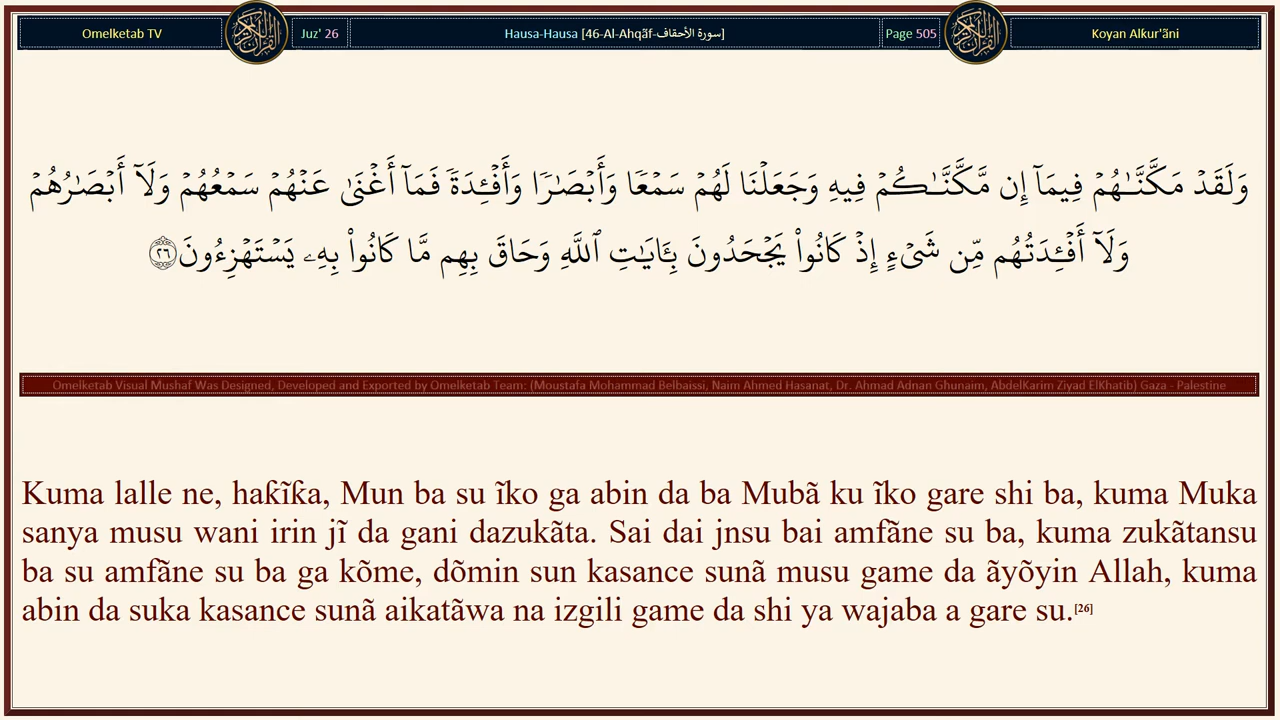 Omelketab TV
Juz' 26
Hausa-Hausa [46-Al-Ahqãf-سورة الأحقاف]
Page 505
Koyan Alƙur'ãni
وَلَقَدۡ مَكَّنَّـٰهُمۡ فِيمَآ إِن مَّكَّنَّـٰكُمۡ فِيهِ وَجَعَلۡنَا لَهُمۡ سَمۡعٗا وَأَبۡصَـٰرٗا وَأَفۡـِٔدَةٗ فَمَآ أَغۡنَىٰ عَنۡهُمۡ سَمۡعُهُمۡ وَلَآ أَبۡصَـٰرُهُمۡ
وَلَآ أَفۡـِٔدَتُهُم مِّن شَيۡءٍ إِذۡ كَانُواْ يَجۡحَدُونَ بِـَٔايَـٰتِ ٱللَّهِ وَحَاقَ بِهِم مَّا كَانُواْ بِهِۦ يَسۡتَهۡزِءُونَ ٢٦
Omelketab Visual Mushaf Was Designed, Developed and Exported by Omelketab Team: (Moustafa Mohammad Belbaissi, Naim Ahmed Hasanat, Dr. Ahmad Adnan Ghunaim, AbdelKarim Ziyad ElKhatib) Gaza - Palestine
Kuma lalle ne, haƙĩƙa, Mun ba su ĩko ga abin da ba Mubã ku ĩko gare shi ba, kuma Muka
sanya musu wani irin jĩ da gani dazukãta. Sai dai jnsu bai amfãne su ba, kuma zukãtansu
ba su amfãne su ba ga kõme, dõmin sun kasance sunã musu game da ãyõyin Allah, kuma
abin da suka kasance sunã aikatãwa na izgili game da shi ya wajaba a gare su.[26]